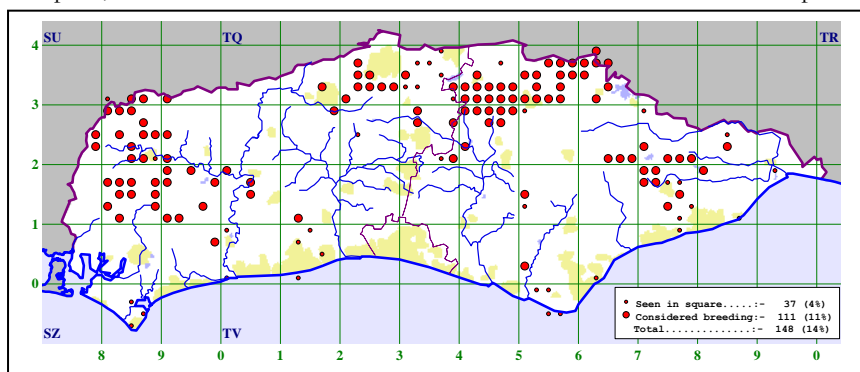 SU TQ TR
4
3
2
1
0
Seen in square.....:- 37 (4%)
Considered breeding:- 111 (11%)
Total..............:- 148 (14%)
SZ TV
8 9 0 1 2 3 4 5 6 7 8 9 0